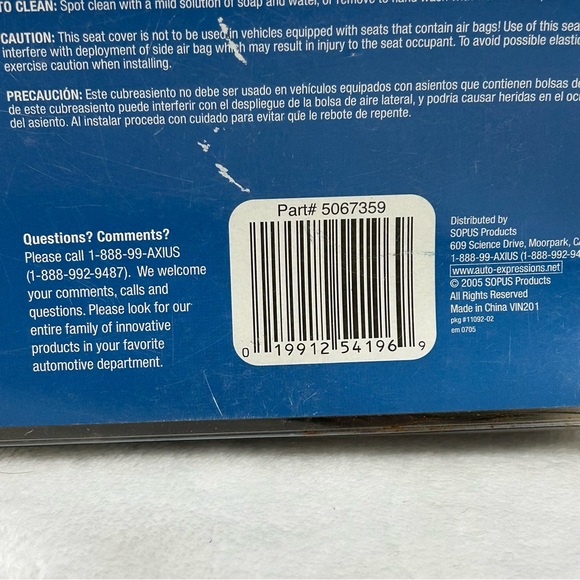 TO CLEAN: Spot clean with a mild solution of soap and water, or remove to hand wash
CAUTION: This seat cover is not to be used in vehicles equipped with seats that contain air bags! Use of this sea
interfere with deployment of side air bag which may result in injury to the seat occupant. To avoid possible elastic
exercise caution when installing.
PRECAUCIÓN: Este cubreasiento no debe ser usado en vehículos equipados con asientos que contienen bolsas de
de este cubreasiento puede interferir con el despliegue de la bolsa de aire lateral, y podría causar heridas en el oc
del asiento. Al instalar proceda con cuidado para evitar que le rebote de repente.
Questions? Comments?
Please call 1-888-99-AXIUS
(1-888-992-9487). We welcome
your comments, calls and
questions. Please look for our
entire family of innovative
products in your favorite
automotive department.
Part# 5067359
0 19912 54196 9
Distributed by
SOPUS Products
609 Science Drive, Moorpark, CA
1-888-99-AXIUS (1-888-992-94
www.auto-expressions.net
© 2005 SOPUS Products
All Rights Reserved
Made in China VIN201
pkg #11092-02
em 0705